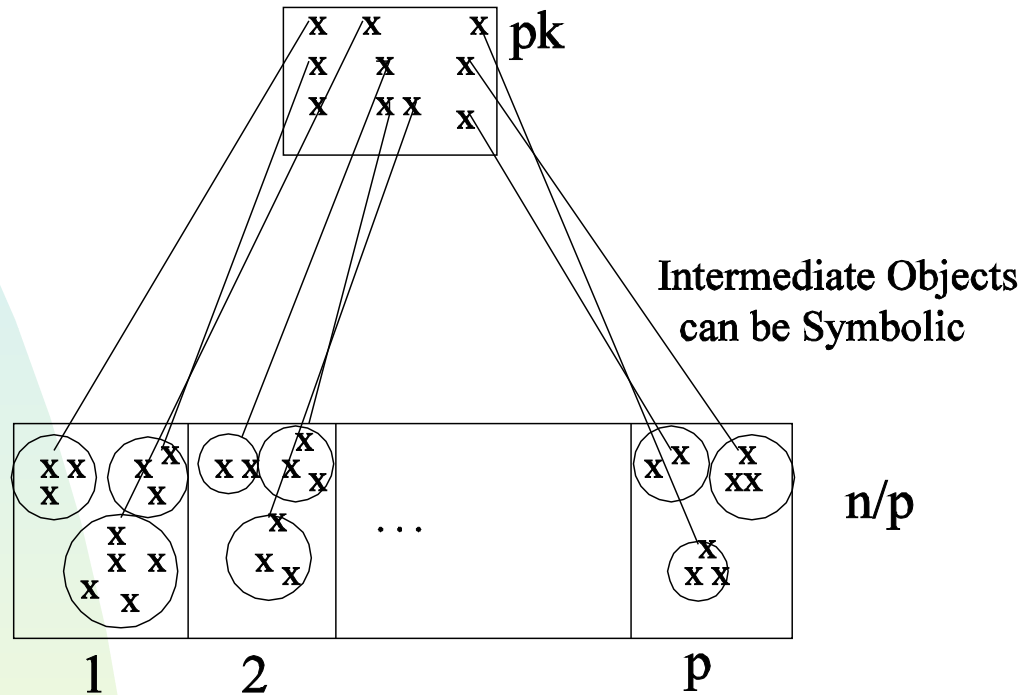 x x x pk
x x x
x x x x
Intermediate Objects
can be Symbolic
x x x x x x x x x x x x
x x x x x x x x
x x x x x x
x x x x x x
x x
...
n/p
1 2 p